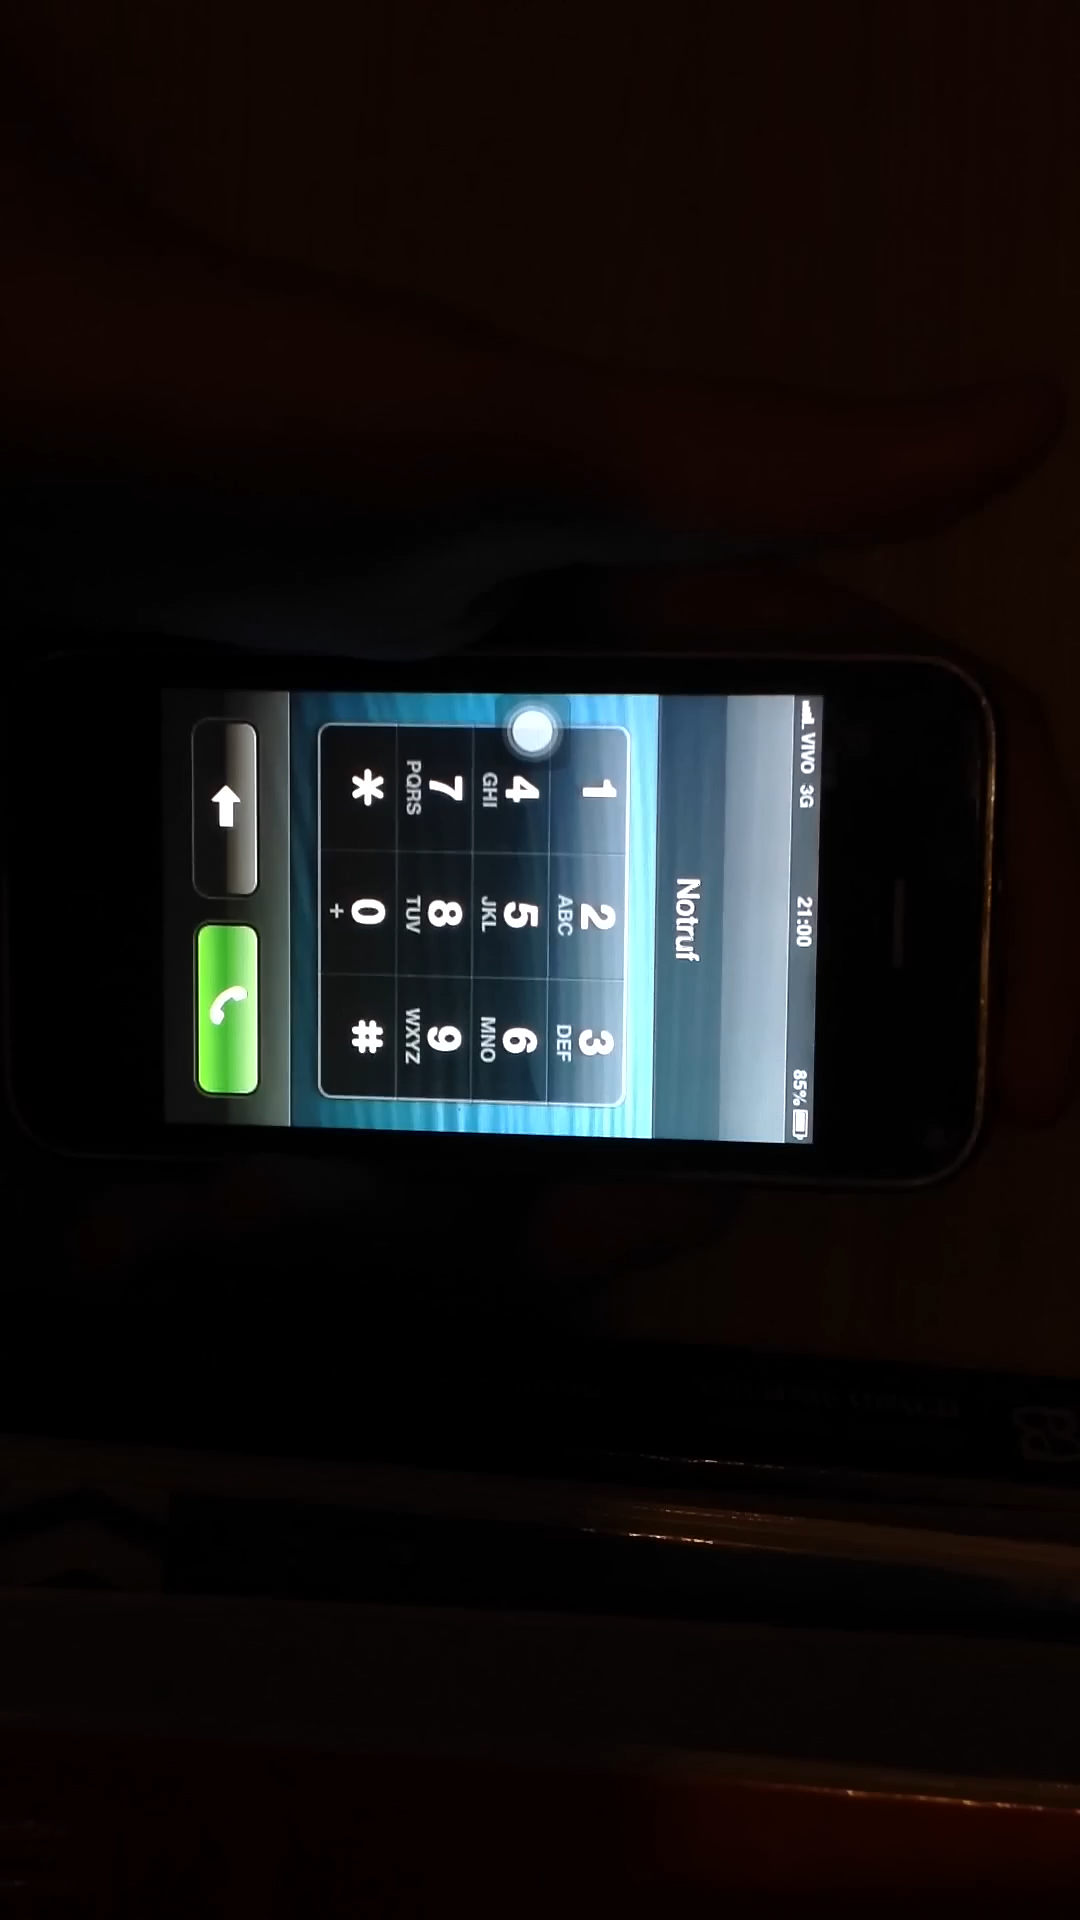 VIVO 3G 21:00 85%
Notruf
1 2 3
ABC DEF
4 5 6
GHI JKL MNO
7 8 9
PQRS TUV WXYZ
* 0 #
+